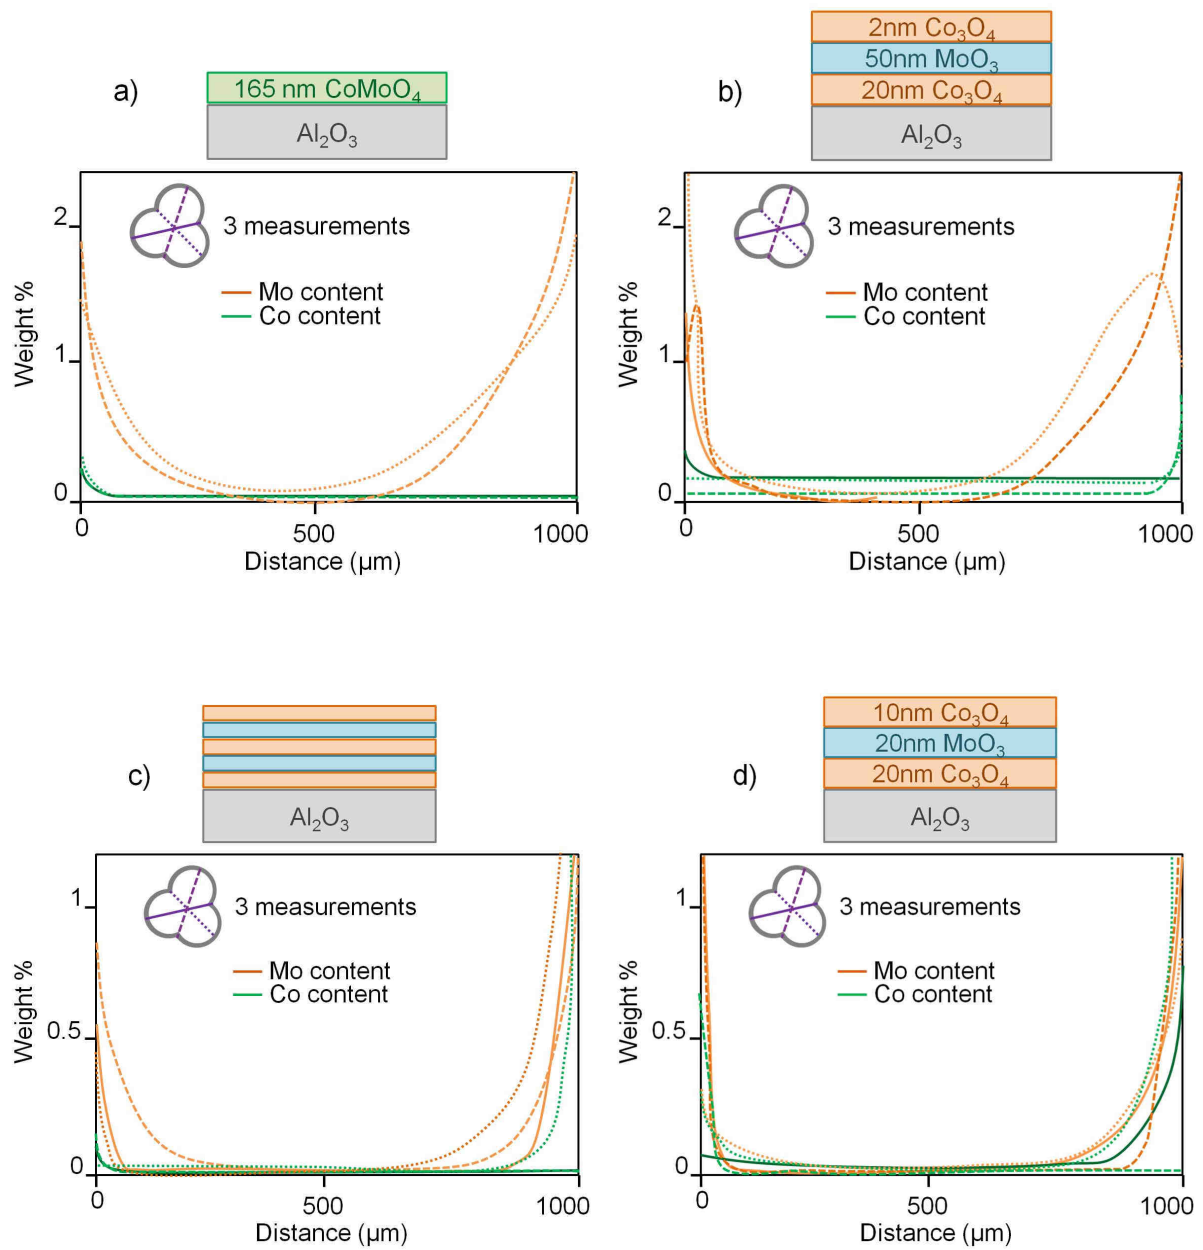 a)
165 nm CoMoO₄
Al₂O₃
2
1
0
Weight %
3 measurements
Mo content
Co content
0
500
1000
Distance (µm)
b)
2nm Co₃O₄
50nm MoO₃
20nm Co₃O₄
Al₂O₃
2
1
0
Weight %
3 measurements
Mo content
Co content
0
500
1000
Distance (µm)
c)
Al₂O₃
1
0.5
0
Weight %
3 measurements
Mo content
Co content
0
500
1000
Distance (µm)
d)
10nm Co₃O₄
20nm MoO₃
20nm Co₃O₄
Al₂O₃
1
0.5
0
Weight %
3 measurements
Mo content
Co content
0
500
1000
Distance (µm)